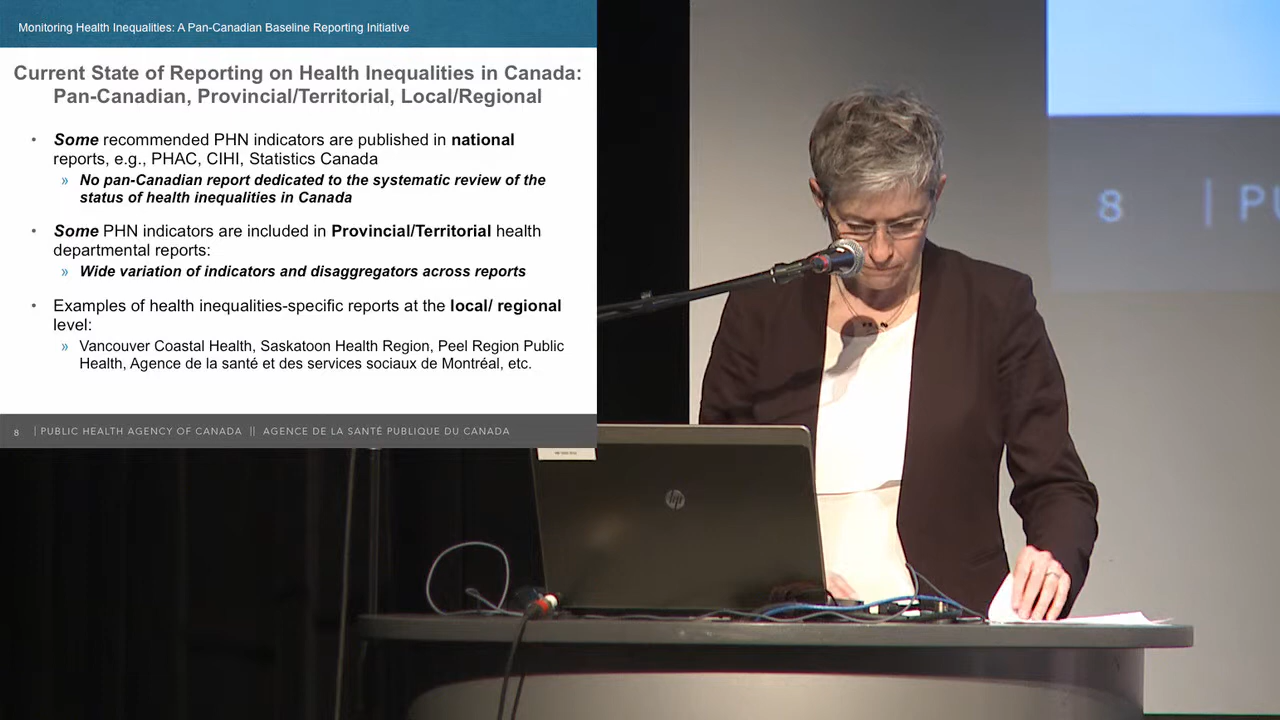 Monitoring Health Inequalities: A Pan-Canadian Baseline Reporting Initiative
Current State of Reporting on Health Inequalities in Canada:
Pan-Canadian, Provincial/Territorial, Local/Regional
• Some recommended PHN indicators are published in national
reports, e.g., PHAC, CIHI, Statistics Canada
» No pan-Canadian report dedicated to the systematic review of the
status of health inequalities in Canada
• Some PHN indicators are included in Provincial/Territorial health
departmental reports:
» Wide variation of indicators and disaggregators across reports
• Examples of health inequalities-specific reports at the local/ regional
level:
» Vancouver Coastal Health, Saskatoon Health Region, Peel Region Public
Health, Agence de la santé et des services sociaux de Montréal, etc.
8 | PUBLIC HEALTH AGENCY OF CANADA || AGENCE DE LA SANTÉ PUBLIQUE DU CANADA
8 | PU
hp